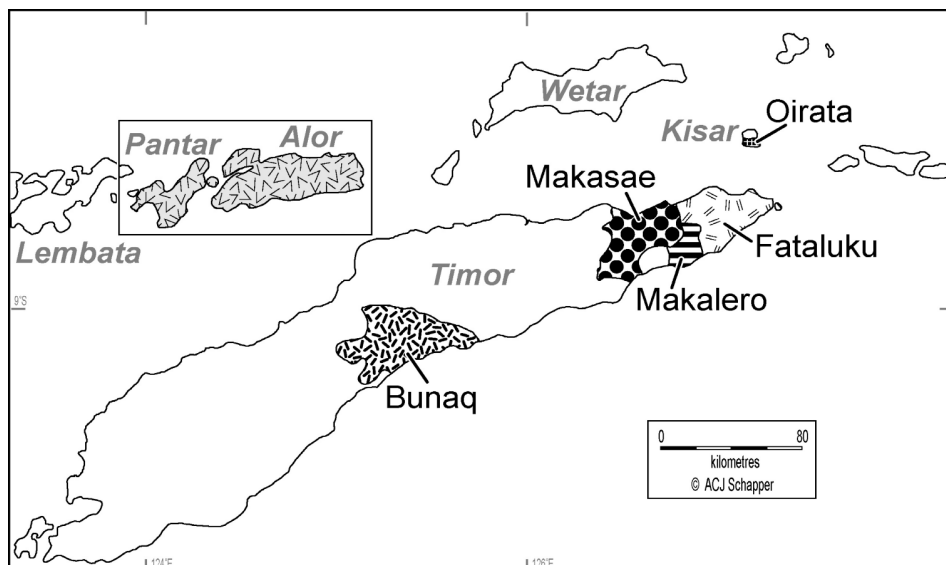 Wetar
Kisar
Oirata
Pantar
Alor
Makasae
Lembata
Fataluku
Timor
Makalero
9°S
Bunaq
0 80
kilometres
© ACJ Schapper
124°E
126°E